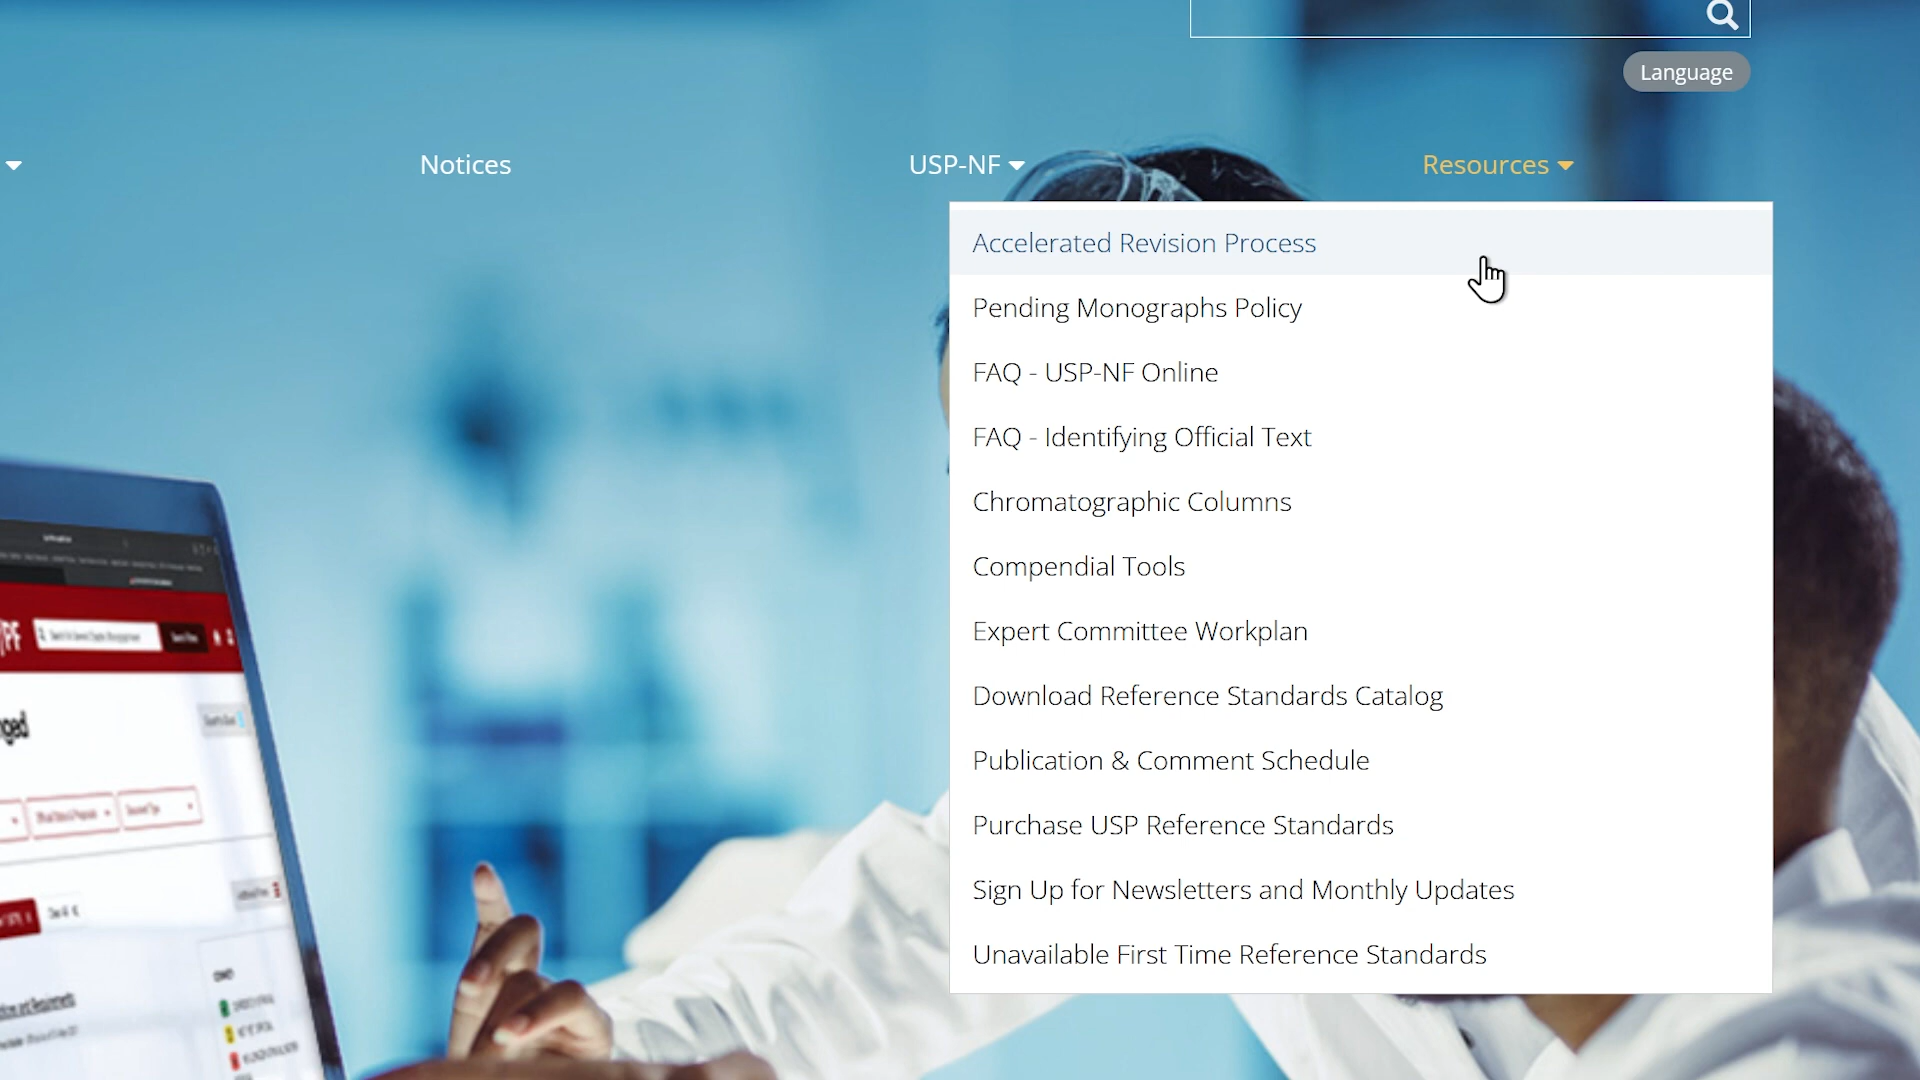 Language
Notices
USP-NF
Resources
Accelerated Revision Process
Pending Monographs Policy
FAQ - USP-NF Online
FAQ - Identifying Official Text
Chromatographic Columns
Compendial Tools
Expert Committee Workplan
Download Reference Standards Catalog
Publication & Comment Schedule
Purchase USP Reference Standards
Sign Up for Newsletters and Monthly Updates
Unavailable First Time Reference Standards